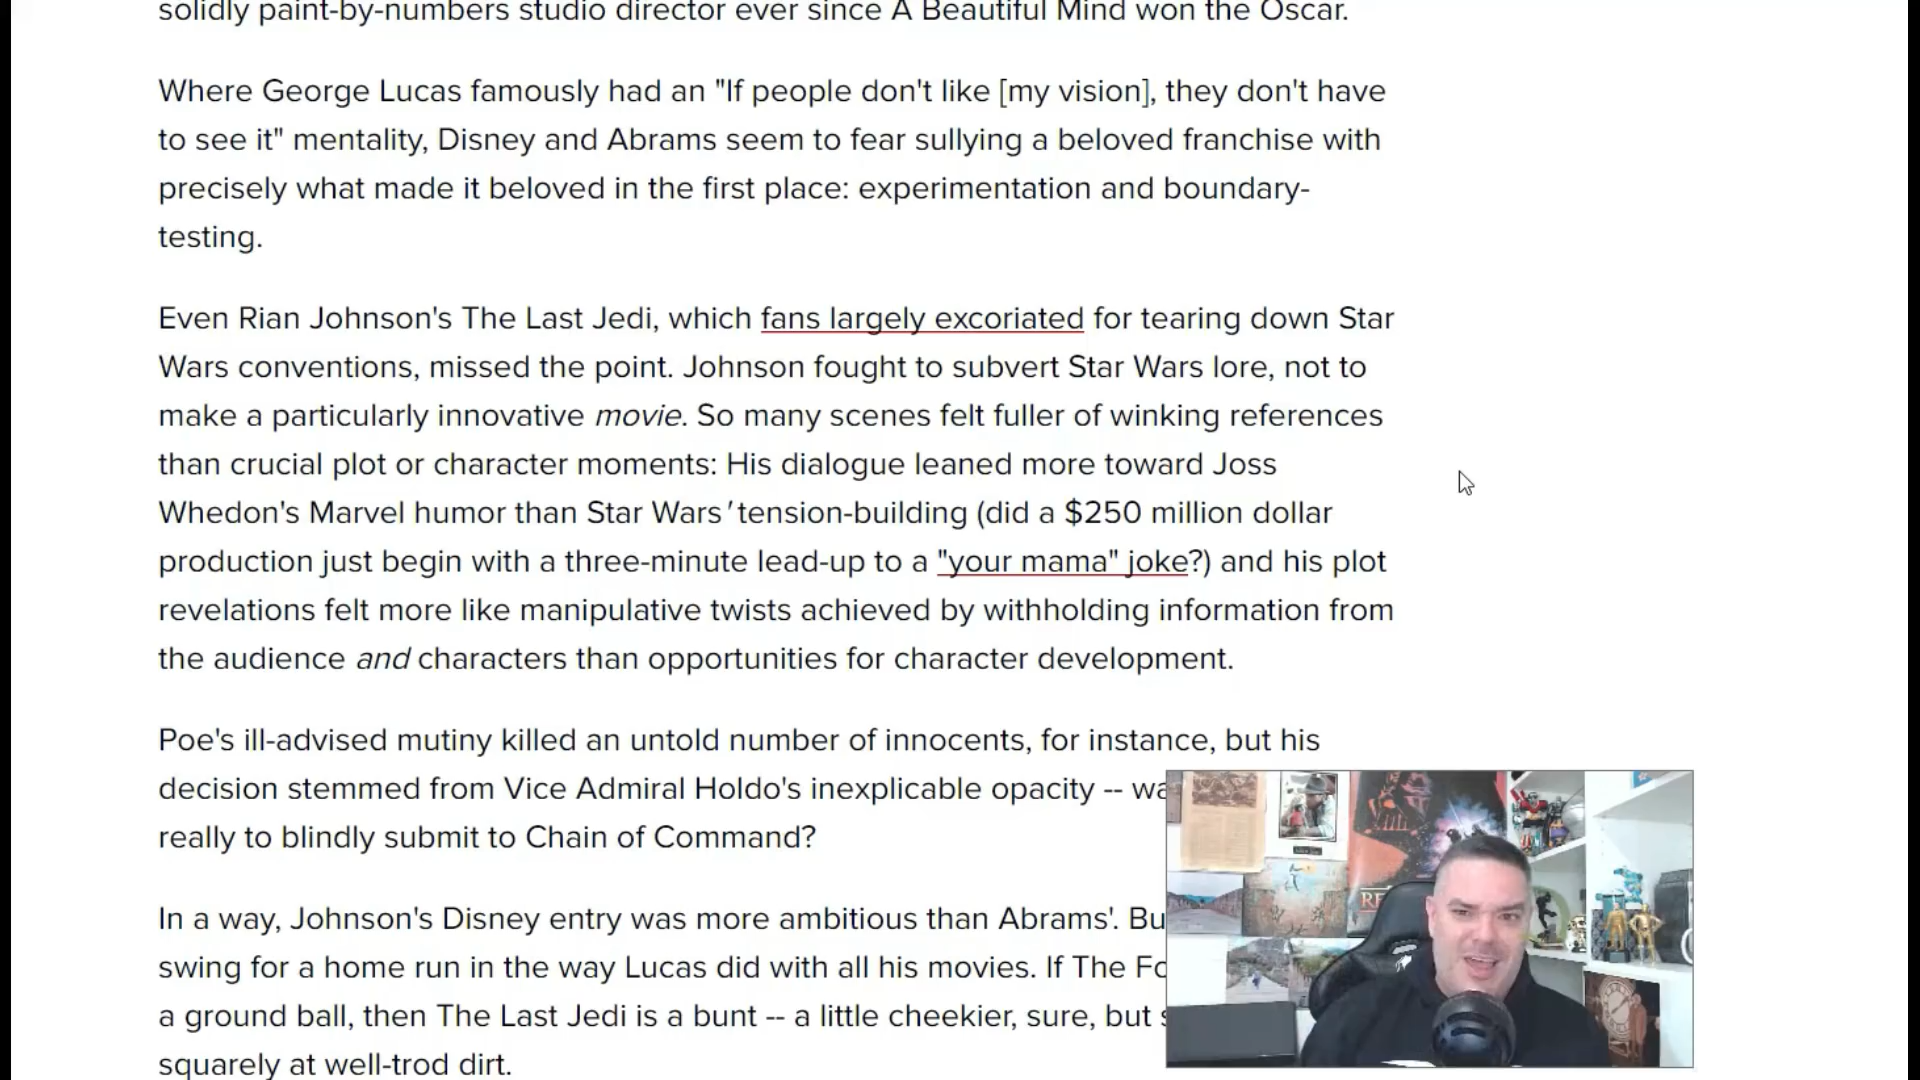 solidly paint-by-numbers studio director ever since A Beautiful Mind won the Oscar.
Where George Lucas famously had an "If people don't like [my vision], they don't have
to see it" mentality, Disney and Abrams seem to fear sullying a beloved franchise with
precisely what made it beloved in the first place: experimentation and boundary-
testing.
Even Rian Johnson's The Last Jedi, which fans largely excoriated for tearing down Star
Wars conventions, missed the point. Johnson fought to subvert Star Wars lore, not to
make a particularly innovative movie. So many scenes felt fuller of winking references
than crucial plot or character moments: His dialogue leaned more toward Joss
Whedon's Marvel humor than Star Wars' tension-building (did a $250 million dollar
production just begin with a three-minute lead-up to a "your mama" joke?) and his plot
revelations felt more like manipulative twists achieved by withholding information from
the audience and characters than opportunities for character development.
Poe's ill-advised mutiny killed an untold number of innocents, for instance, but his
decision stemmed from Vice Admiral Holdo's inexplicable opacity -- wa
really to blindly submit to Chain of Command?
In a way, Johnson's Disney entry was more ambitious than Abrams'. Bu
swing for a home run in the way Lucas did with all his movies. If The Fo
a ground ball, then The Last Jedi is a bunt -- a little cheekier, sure, but s
squarely at well-trod dirt.
RE